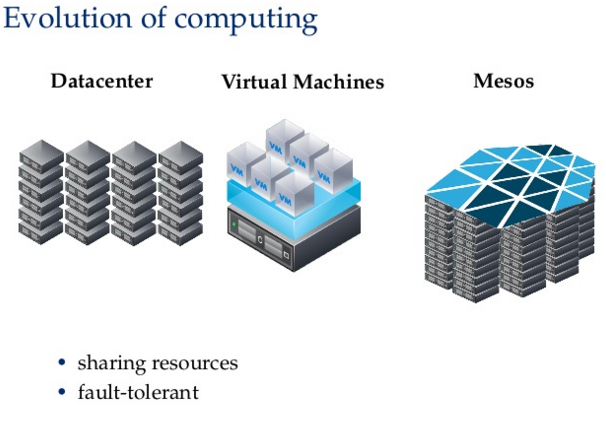 Evolution of computing
Datacenter
Virtual Machines
Mesos
VM
VM
VM
VM
VM
VM
• sharing resources
• fault-tolerant